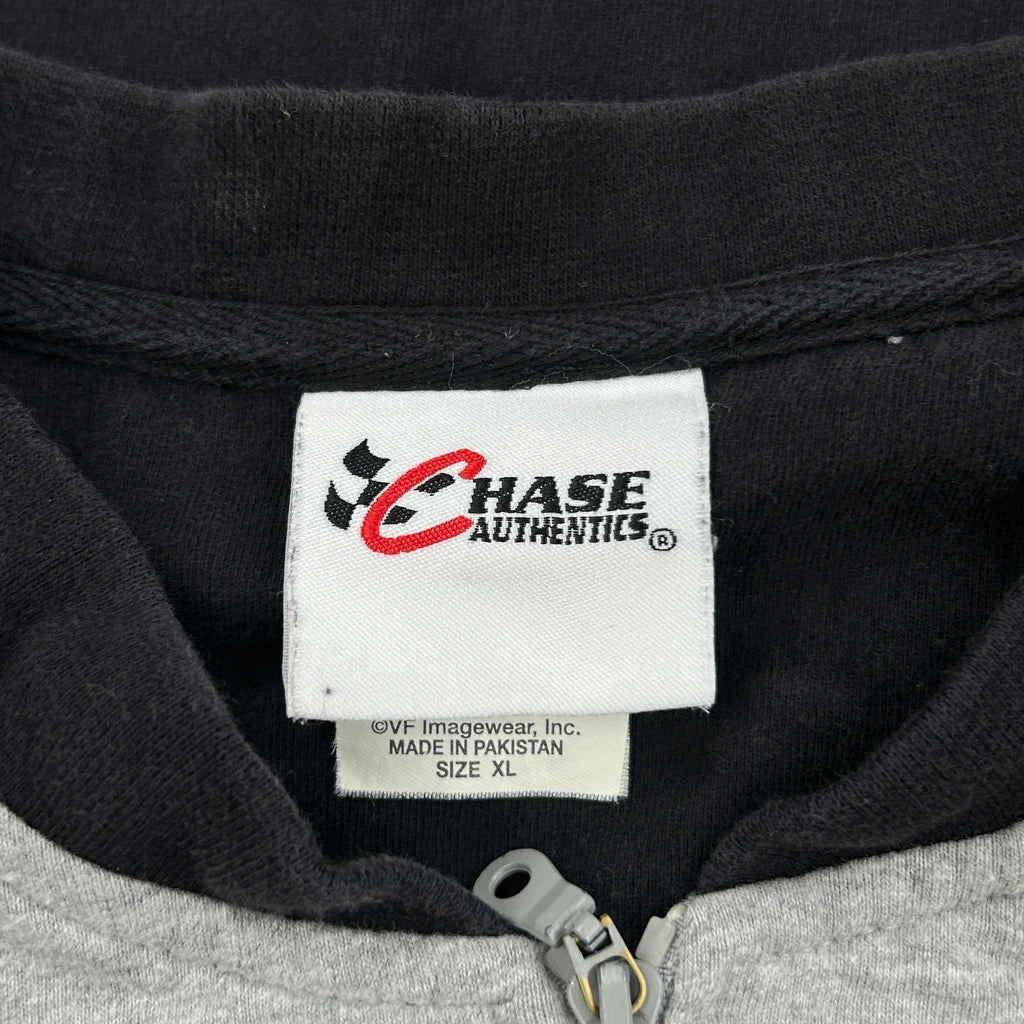 CHASE
AUTHENTICS®
©VF Imagewear, Inc.
MADE IN PAKISTAN
SIZE XL